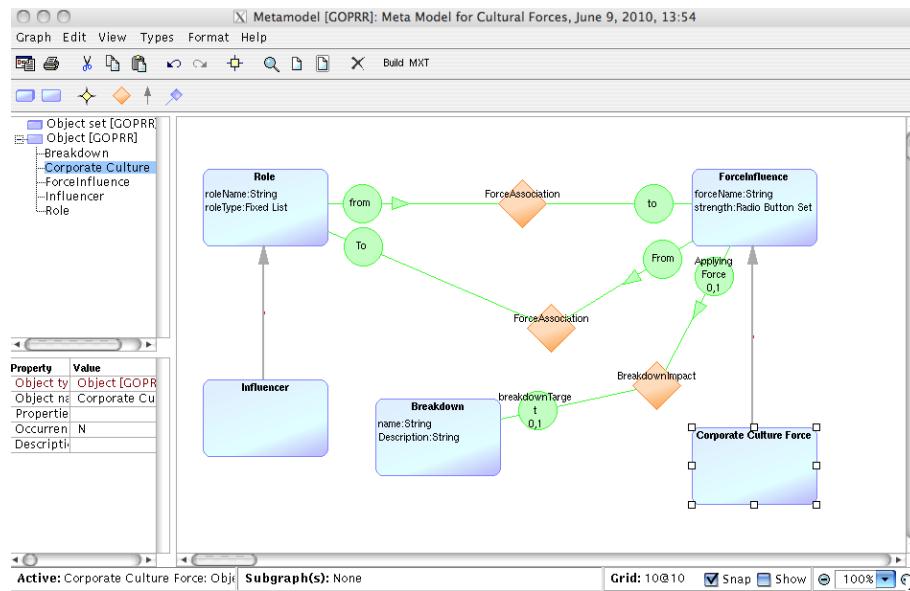 Metamodel [GOPRR]: Meta Model for Cultural Forces, June 9, 2010, 13:54
Graph Edit View Types Format Help
Build MXT
Object set [GOPRR]
Object [GOPRR]
Breakdown
Corporate Culture
ForceInfluence
Influencer
Role
Property Value
Object ty Object [GOPR
Object na Corporate Cu
Propertie
Occurren N
Descripti
Role
roleName:String
roleType:Fixed List
from
ForceAssociation
to
ForceInfluence
forceName:String
strength:Radio Button Set
To
From
Applying
Force
0,1
ForceAssociation
BreakdownImpact
Influencer
breakdownTarge
t
0,1
Breakdown
name:String
Description:String
Corporate Culture Force
Active: Corporate Culture Force: Obje Subgraph(s): None Grid: 10@10 Snap Show 100%